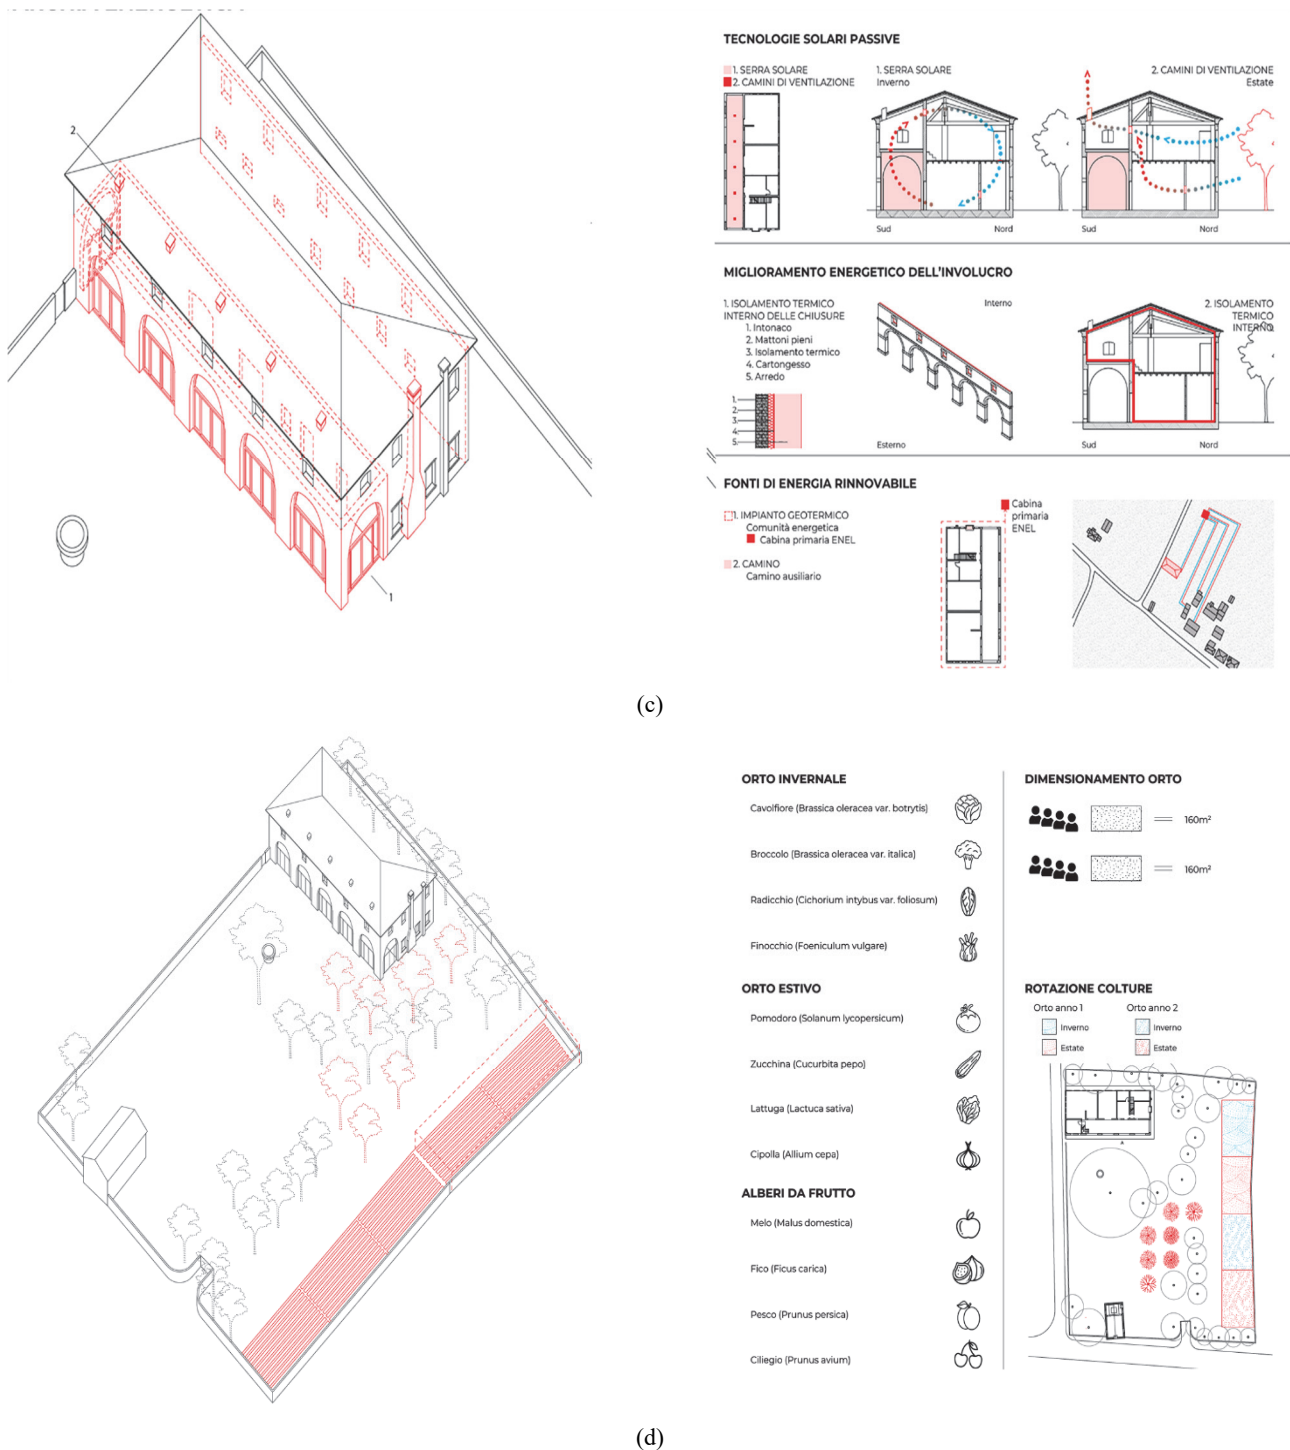 2
1
TECNOLOGIE SOLARI PASSIVE
1. SERRA SOLARE
2. CAMINI DI VENTILAZIONE
1. SERRA SOLARE
Inverno
2. CAMINI DI VENTILAZIONE
Estate
Sud
Nord
Sud
Nord
MIGLIORAMENTO ENERGETICO DELL'INVOLUCRO
1. ISOLAMENTO TERMICO
INTERNO DELLE CHIUSURE
1. Intonaco
2. Mattoni pieni
3. Isolamento termico
4. Cartongesso
5. Arredo
1.
2.
3.
4.
5.
Interno
Esterno
2. ISOLAMENTO
TERMICO
INTERNO
Sud
Nord
FONTI DI ENERGIA RINNOVABILE
1. IMPIANTO GEOTERMICO
Comunità energetica
Cabina primaria ENEL
2. CAMINO
Camino ausiliario
Cabina
primaria
ENEL
(c)
ORTO INVERNALE
Cavolfiore (Brassica oleracea var. botrytis)
Broccolo (Brassica oleracea var. italica)
Radicchio (Cichorium intybus var. foliosum)
Finocchio (Foeniculum vulgare)
ORTO ESTIVO
Pomodoro (Solanum lycopersicum)
Zucchina (Cucurbita pepo)
Lattuga (Lactuca sativa)
Cipolla (Allium cepa)
ALBERI DA FRUTTO
Melo (Malus domestica)
Fico (Ficus carica)
Pesco (Prunus persica)
Ciliegio (Prunus avium)
DIMENSIONAMENTO ORTO
160m²
160m²
ROTAZIONE COLTURE
Orto anno 1
Orto anno 2
Inverno
Inverno
Estate
Estate
(d)